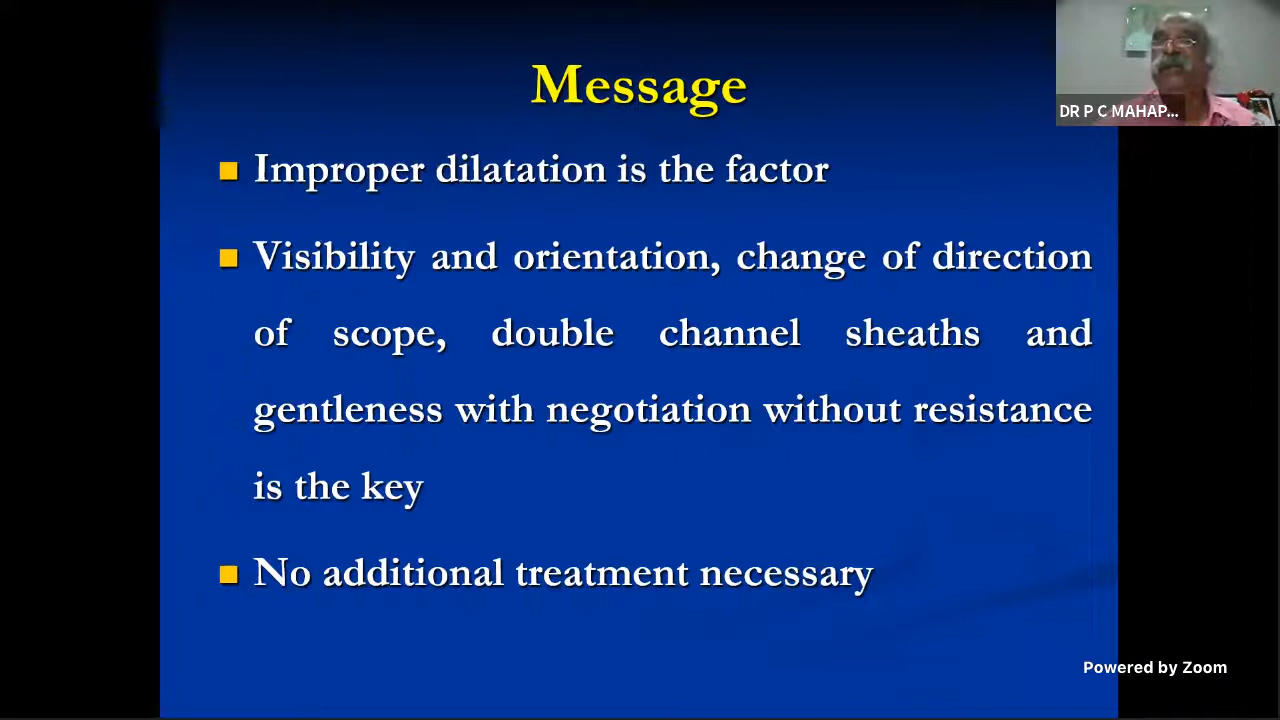 Message
DR P C MAHAP...
Improper dilatation is the factor
Visibility and orientation, change of direction
of scope, double channel sheaths and
gentleness with negotiation without resistance
is the key
No additional treatment necessary
Powered by Zoom